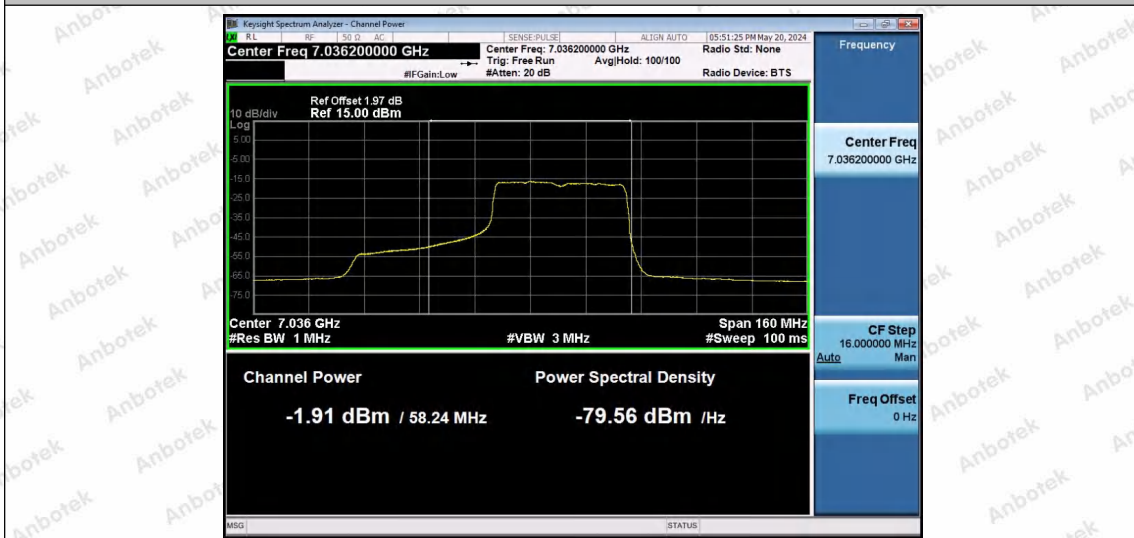 Keysight Spectrum Analyzer - Channel Power
RL RF 50 Ω AC SENSE:PULSE ALIGN AUTO 05:51:25 PM May 20, 2024
Center Freq 7.036200000 GHz
Center Freq: 7.036200000 GHz
Radio Std: None
Trig: Free Run Avg|Hold: 100/100
#IFGain:Low #Atten: 20 dB Radio Device: BTS
Ref Offset 1.97 dB
10 dB/div Ref 15.00 dBm
Log
5.00
-5.00
-15.0
-25.0
-35.0
-45.0
-55.0
-65.0
-75.0
Center 7.036 GHz Span 160 MHz
#Res BW 1 MHz #VBW 3 MHz #Sweep 100 ms
Channel Power Power Spectral Density
-1.91 dBm / 58.24 MHz -79.56 dBm /Hz
MSG STATUS
Frequency
Center Freq
7.036200000 GHz
CF Step
16.000000 MHz
Auto Man
Freq Offset
0 Hz
Anbotek